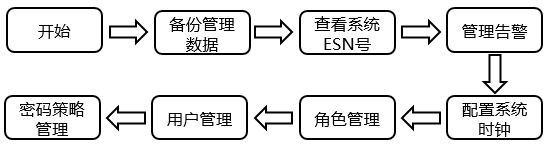 开始
备份管理
数据
查看系统
ESN号
管理告警
配置系统
时钟
角色管理
用户管理
密码策略
管理